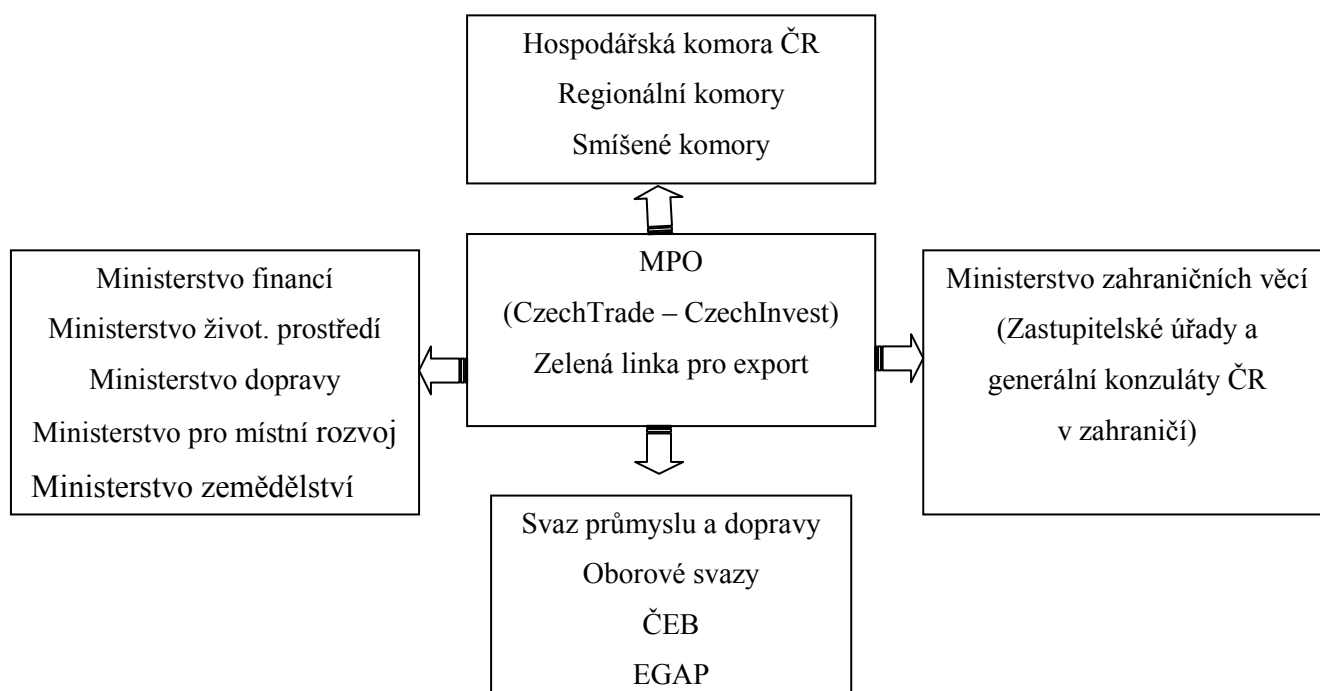 Hospodářská komora ČR
Regionální komory
Smíšené komory
Ministerstvo financí
Ministerstvo život. prostředí
Ministerstvo dopravy
Ministerstvo pro místní rozvoj
Ministerstvo zemědělství
MPO
(CzechTrade – CzechInvest)
Zelená linka pro export
Ministerstvo zahraničních věcí
(Zastupitelské úřady a
generální konzuláty ČR
v zahraničí)
Svaz průmyslu a dopravy
Oborové svazy
ČEB
EGAP